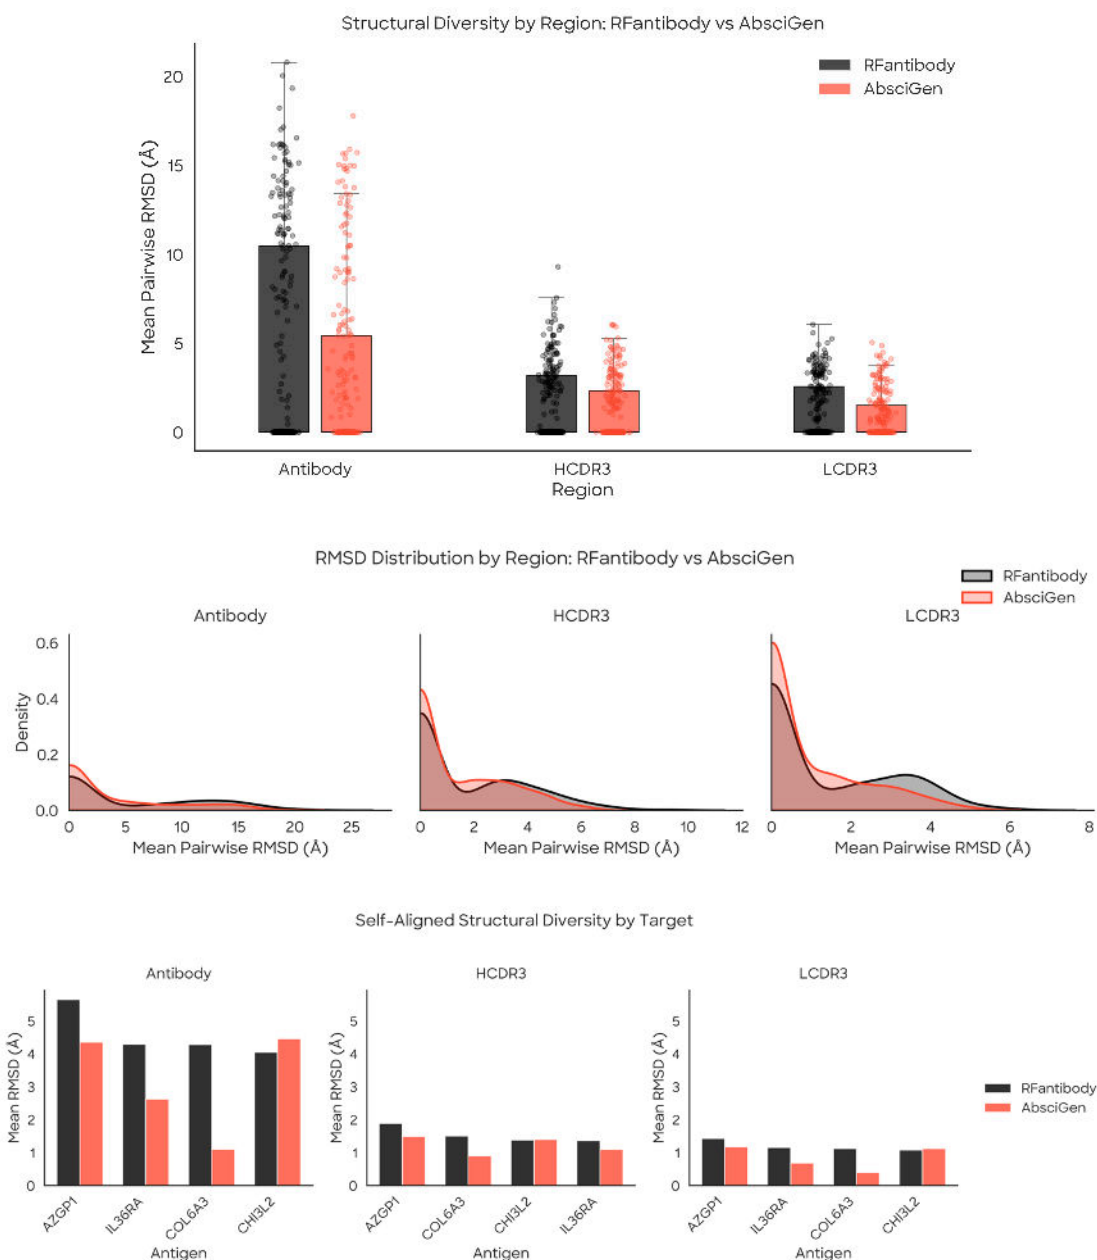 Structural Diversity by Region: RFantibody vs AbsciGen
RFantibody
AbsciGen
Mean Pairwise RMSD (Å)
20
15
10
5
0
Antibody
HCDR3
LCDR3
Region
RMSD Distribution by Region: RFantibody vs AbsciGen
RFantibody
AbsciGen
Antibody
HCDR3
LCDR3
Density
0.6
0.4
0.2
0.0
0 5 10 15 20 25
0 2 4 6 8 10 12
0 2 4 6 8
Mean Pairwise RMSD (Å)
Mean Pairwise RMSD (Å)
Mean Pairwise RMSD (Å)
Self-Aligned Structural Diversity by Target
Antibody
HCDR3
LCDR3
Mean RMSD (Å)
5
4
3
2
1
0
AZGP1 IL36RA COL6A3 CHI3L2
Antigen
Mean RMSD (Å)
5
4
3
2
1
0
AZGP1 COL6A3 CHI3L2 IL36RA
Antigen
Mean RMSD (Å)
5
4
3
2
1
0
AZGP1 IL36RA COL6A3 CHI3L2
Antigen
RFantibody
AbsciGen